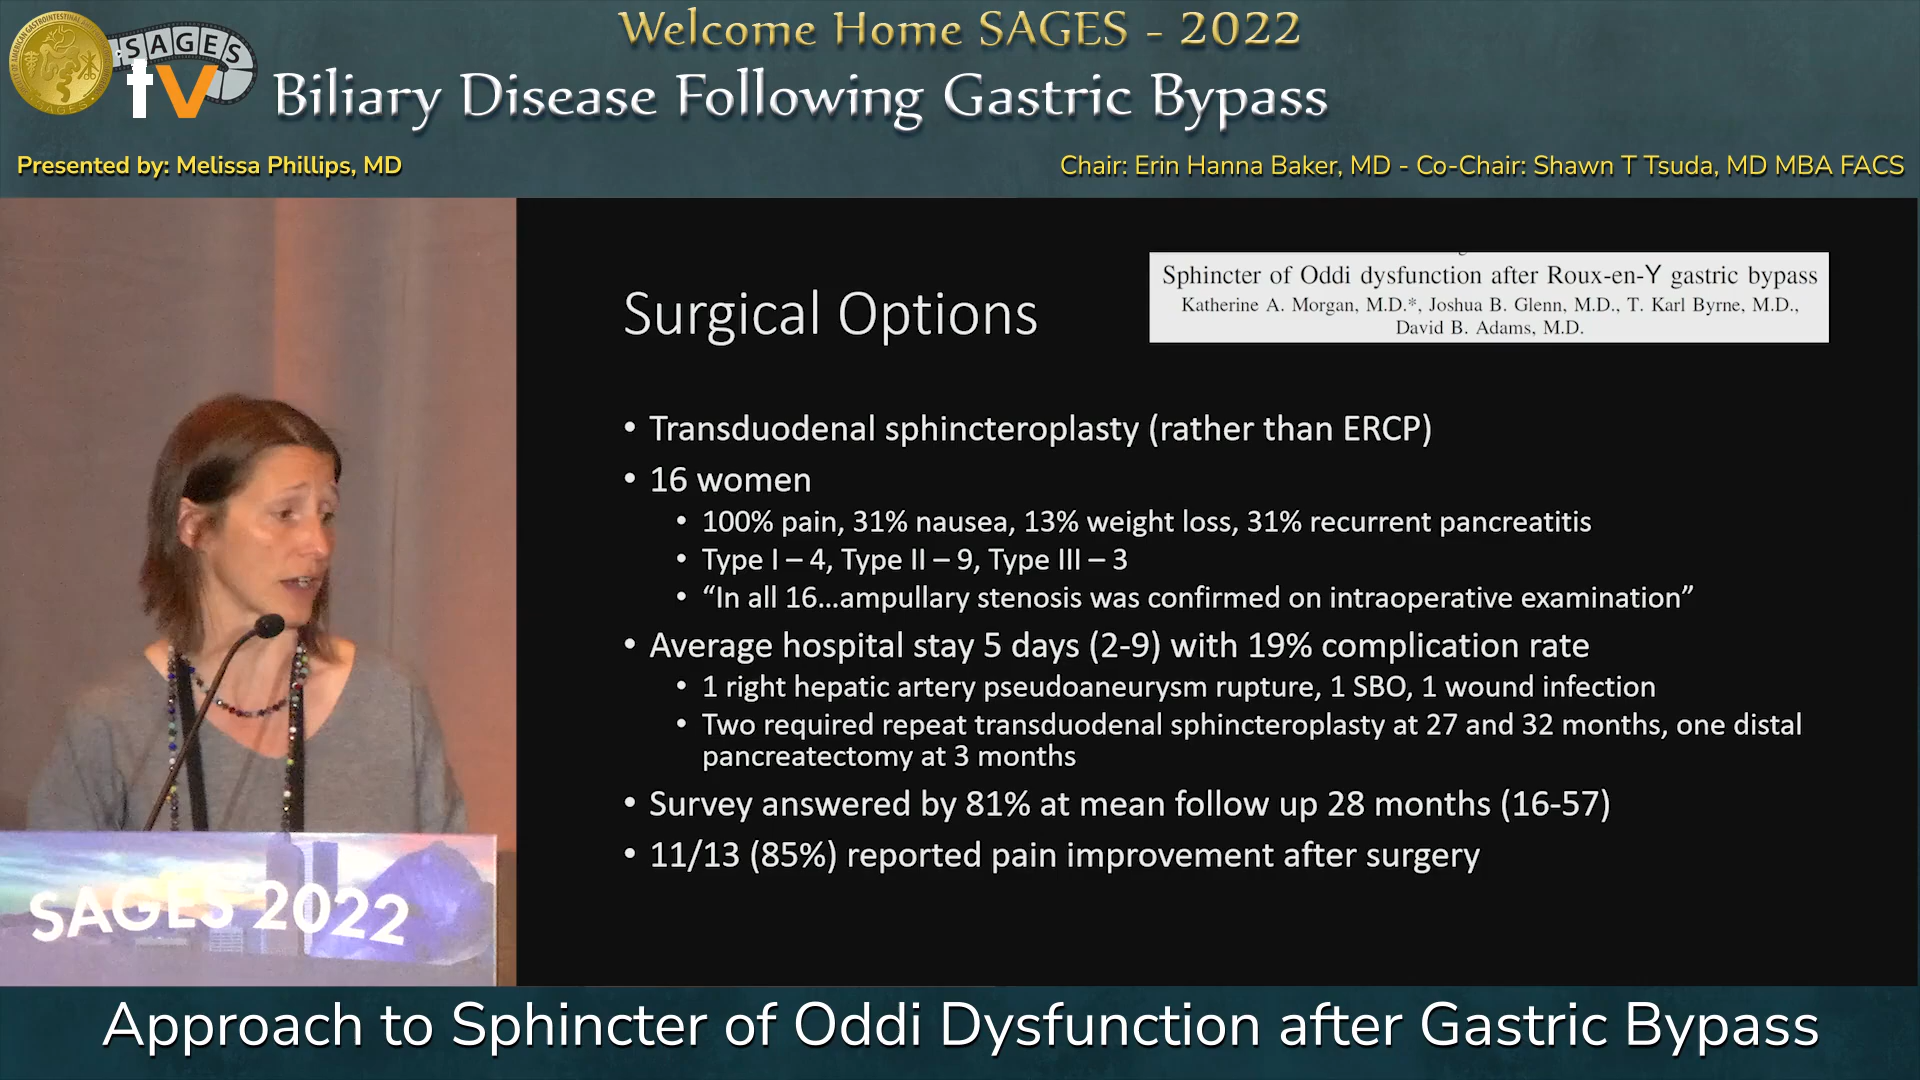 Welcome Home SAGES - 2022
SAGES
tv
Biliary Disease Following Gastric Bypass
Presented by: Melissa Phillips, MD
Chair: Erin Hanna Baker, MD - Co-Chair: Shawn T Tsuda, MD MBA FACS
Sphincter of Oddi dysfunction after Roux-en-Y gastric bypass
Katherine A. Morgan, M.D.*, Joshua B. Glenn, M.D., T. Karl Byrne, M.D.,
David B. Adams, M.D.
Surgical Options
• Transduodenal sphincteroplasty (rather than ERCP)
• 16 women
• 100% pain, 31% nausea, 13% weight loss, 31% recurrent pancreatitis
• Type I – 4, Type II – 9, Type III – 3
• “In all 16...ampullary stenosis was confirmed on intraoperative examination”
• Average hospital stay 5 days (2-9) with 19% complication rate
• 1 right hepatic artery pseudoaneurysm rupture, 1 SBO, 1 wound infection
• Two required repeat transduodenal sphincteroplasty at 27 and 32 months, one distal
pancreatectomy at 3 months
• Survey answered by 81% at mean follow up 28 months (16-57)
• 11/13 (85%) reported pain improvement after surgery
SAGES 2022
Approach to Sphincter of Oddi Dysfunction after Gastric Bypass